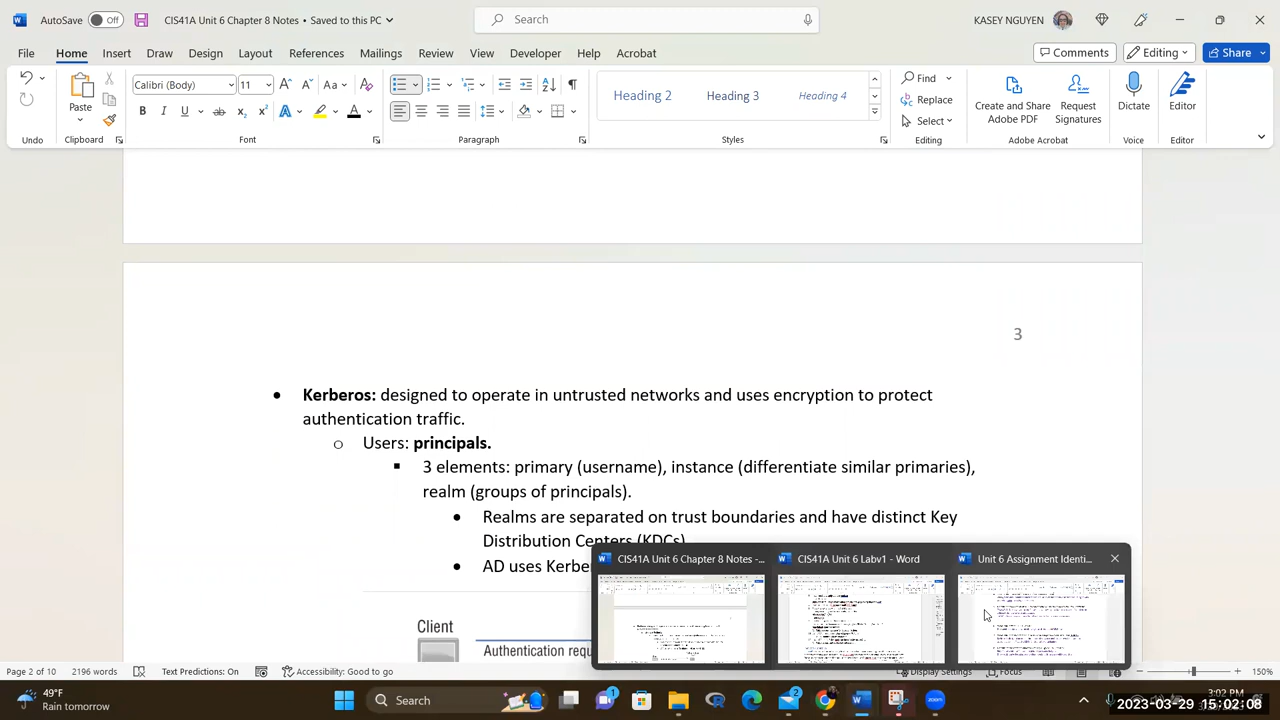 AutoSave Off CIS41A Unit 6 Chapter 8 Notes • Saved to this PC Search KASEY NGUYEN
File Home Insert Draw Design Layout References Mailings Review View Developer Help Acrobat Comments Editing Share
Paste
Calibri (Body) 11 Aa
B I U ab x₂ x² A A
Heading 2 Heading 3 Heading 4
Find
Replace
Select
Create and Share
Adobe PDF
Request
Signatures
Dictate
Editor
Undo Clipboard Font Paragraph Styles Editing Adobe Acrobat Voice Editor
3
• Kerberos: designed to operate in untrusted networks and uses encryption to protect
authentication traffic.
o Users: principals.
▪ 3 elements: primary (username), instance (differentiate similar primaries),
realm (groups of principals).
• Realms are separated on trust boundaries and have distinct Key
Distribution Centers (KDCs).
• AD uses Kerbe
Client
Authentication requ
CIS41A Unit 6 Chapter 8 Notes -... CIS41A Unit 6 Labv1 - Word Unit 6 Assignment Identi...
Page 2 of 10 2196 words Text Predictions: On Accessibility: Good to go Display Settings Focus 150%
49°F
Rain tomorrow
Search
1
2
zoom
3:02 PM
2023-03-29 15:02:08